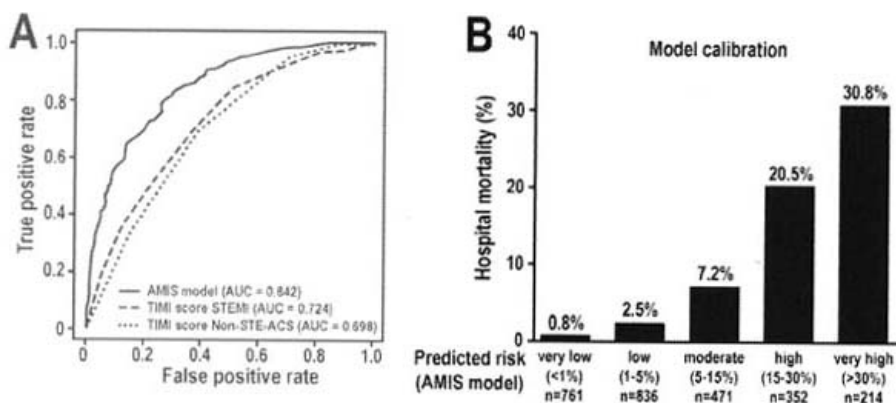 A
1.0
0.8
0.6
0.4
0.2
0
True positive rate
AMIS model (AUC = 0.842)
TIMI score STEMI (AUC = 0.724)
TIMI score Non-STE-ACS (AUC = 0.698)
0 0.2 0.4 0.6 0.8 1.0
False positive rate
B
Model calibration
40
30
20
10
0
Hospital mortality (%)
0.8%
2.5%
7.2%
20.5%
30.8%
Predicted risk
(AMIS model)
very low
(<1%)
n=761
low
(1-5%)
n=836
moderate
(5-15%)
n=471
high
(15-30%)
n=352
very high
(>30%)
n=214